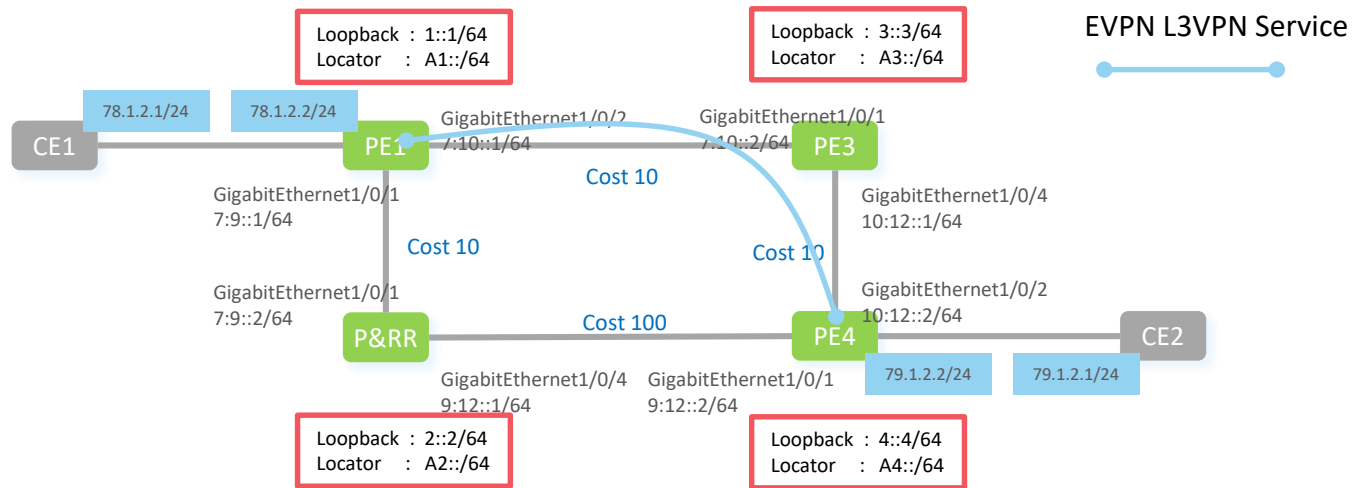 Loopback : 1::1/64
Locator : A1::/64
Loopback : 3::3/64
Locator : A3::/64
EVPN L3VPN Service
78.1.2.1/24
78.1.2.2/24
CE1
PE1
GigabitEthernet1/0/2
7:10::1/64
GigabitEthernet1/0/1
7:10::2/64
PE3
Cost 10
GigabitEthernet1/0/1
7:9::1/64
GigabitEthernet1/0/4
10:12::1/64
Cost 10
Cost 10
GigabitEthernet1/0/1
7:9::2/64
GigabitEthernet1/0/2
10:12::2/64
P&RR
Cost 100
PE4
CE2
GigabitEthernet1/0/4
9:12::1/64
GigabitEthernet1/0/1
9:12::2/64
79.1.2.2/24
79.1.2.1/24
Loopback : 2::2/64
Locator : A2::/64
Loopback : 4::4/64
Locator : A4::/64